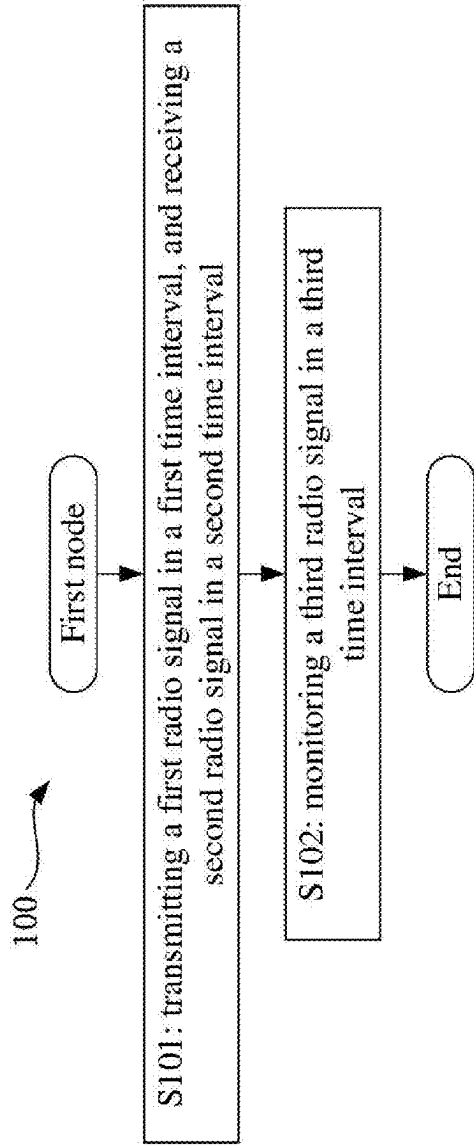 100
First node
S101: transmitting a first radio signal in a first time interval, and receiving a
second radio signal in a second time interval
S102: monitoring a third radio signal in a third
time interval
End